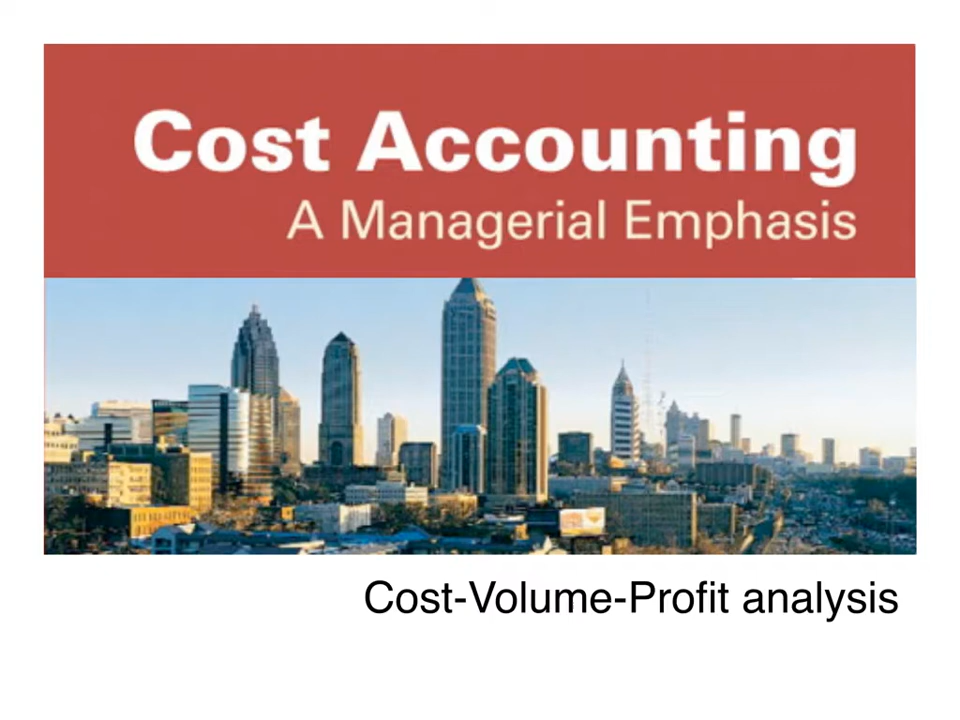 Cost Accounting
A Managerial Emphasis
Cost-Volume-Profit analysis